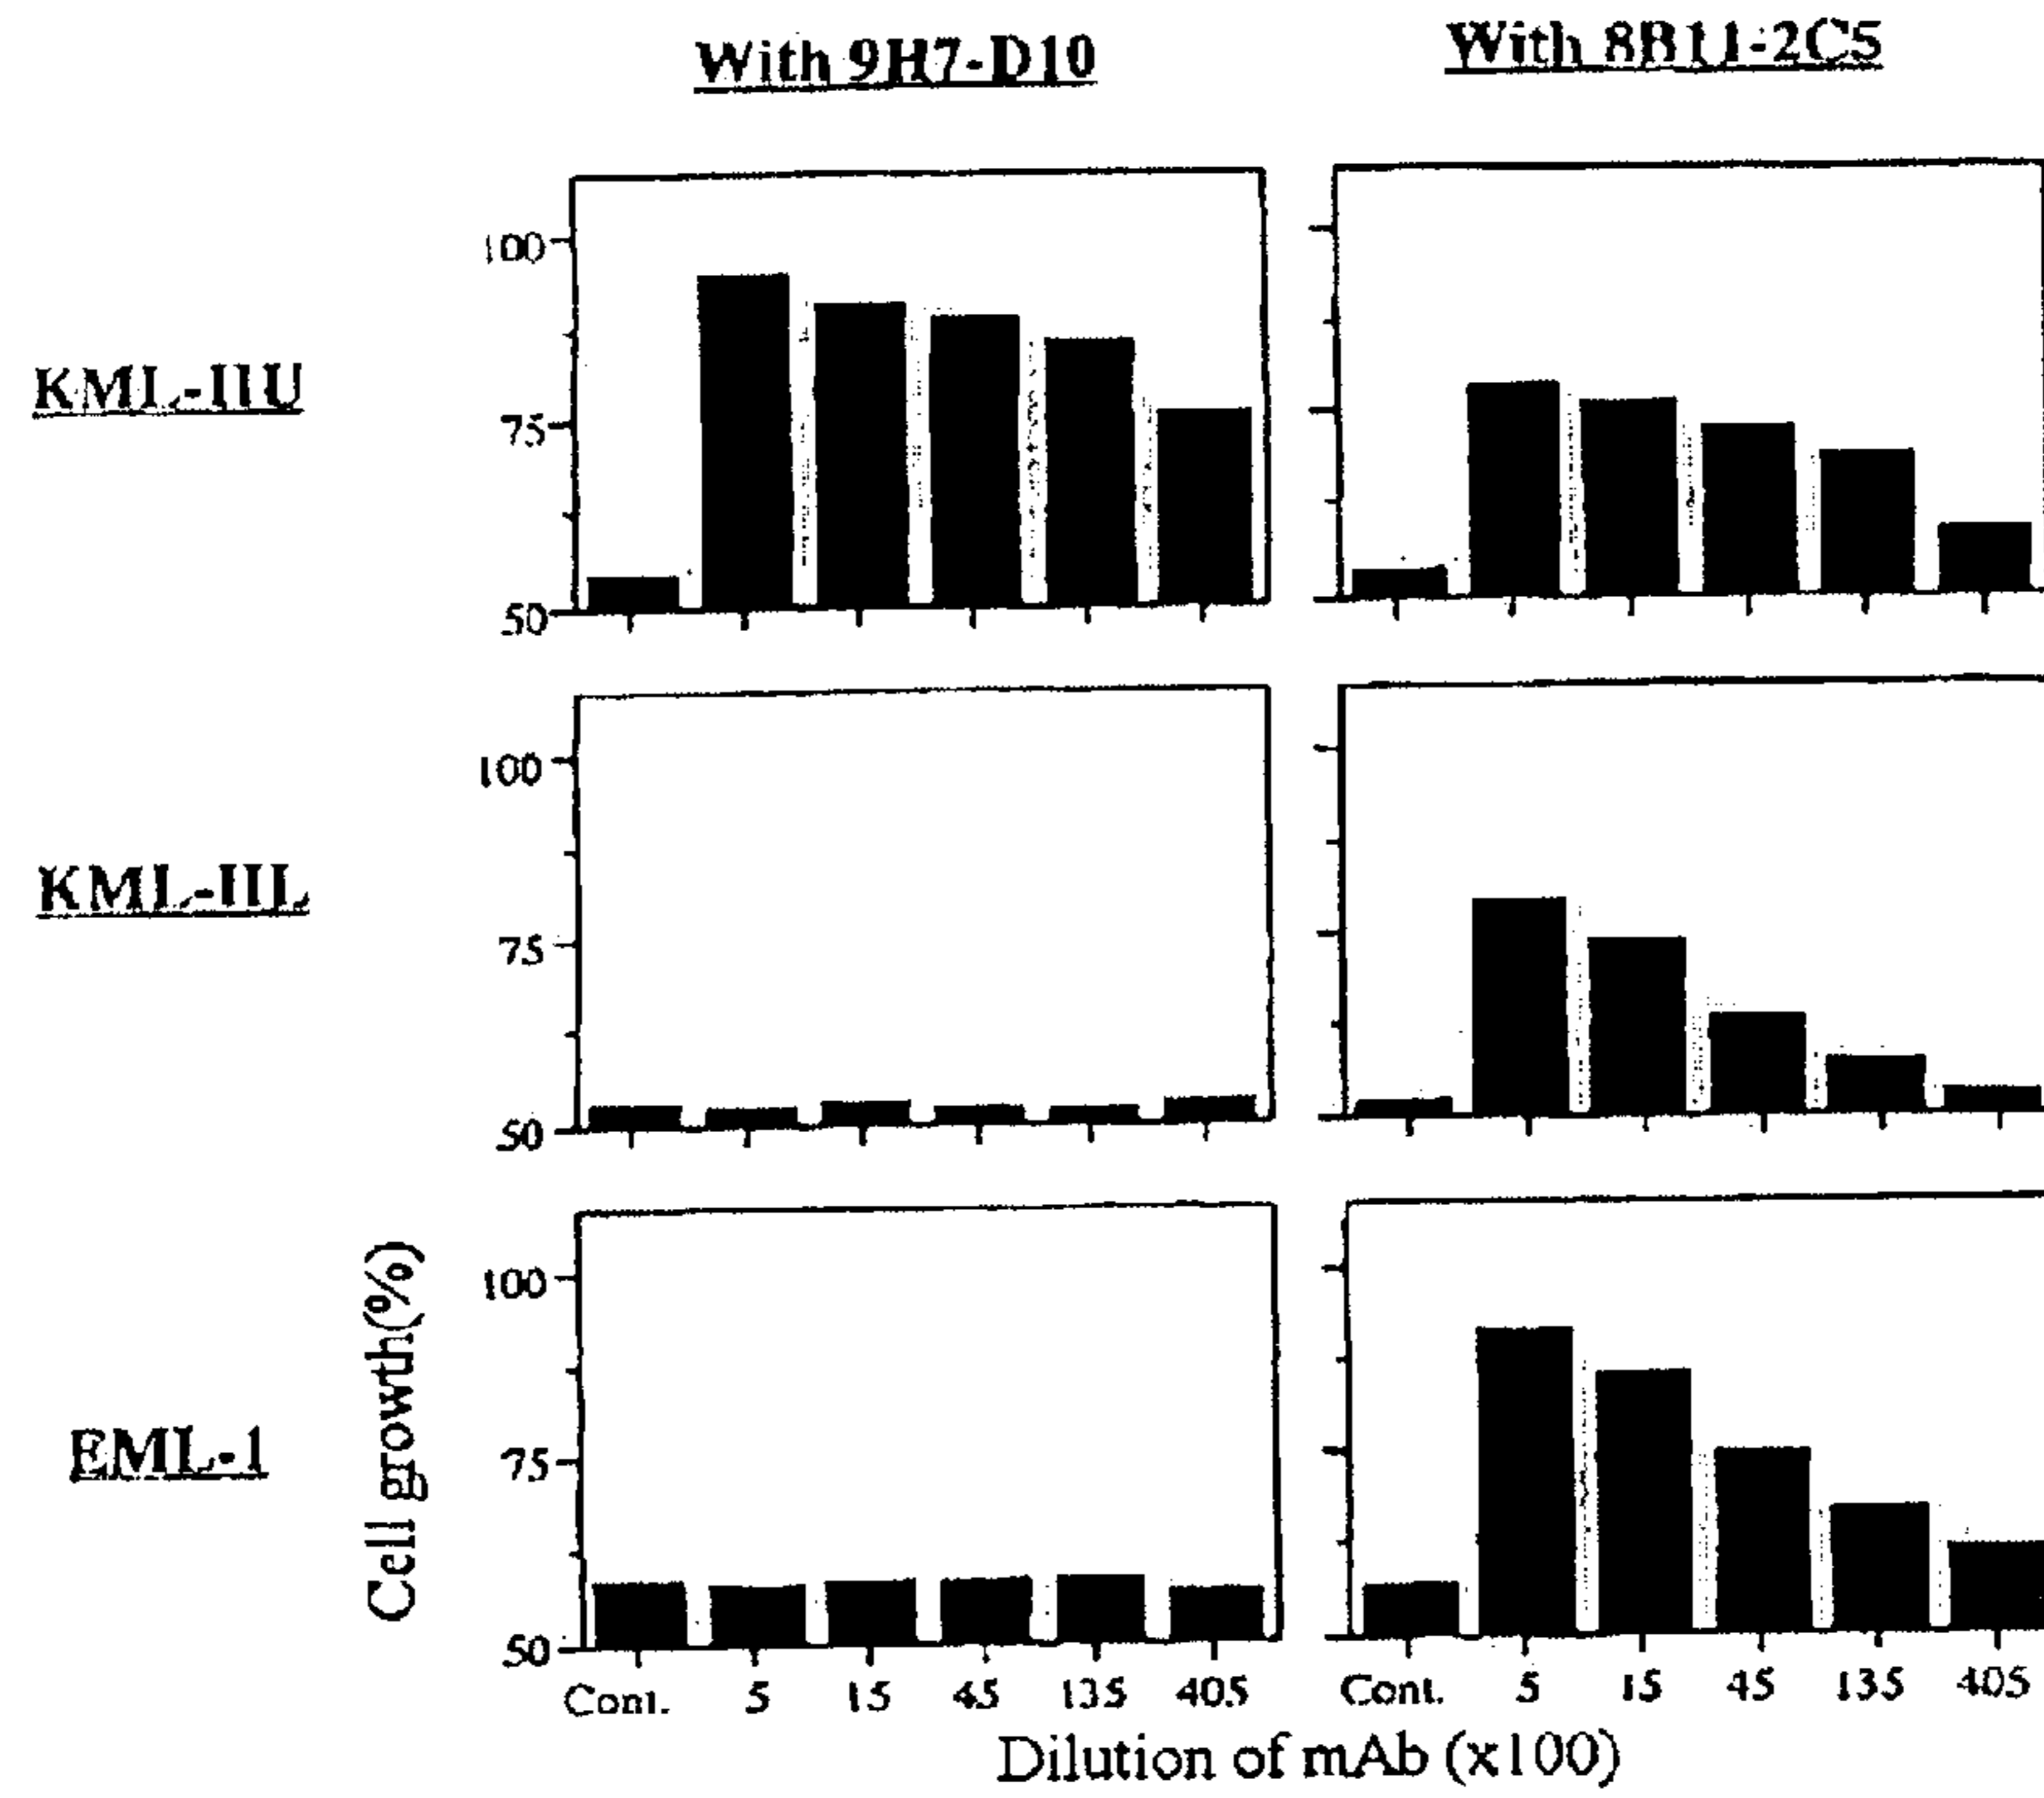 With 9H7-D10
With 8B11-2C5
KML-IIU
100
75
50
KML-IIL
100
75
50
EML-1
Cell growth(%)
100
75
50
Cont. 5 15 45 135 405
Cont. 5 15 45 135 405
Dilution of mAb (x100)